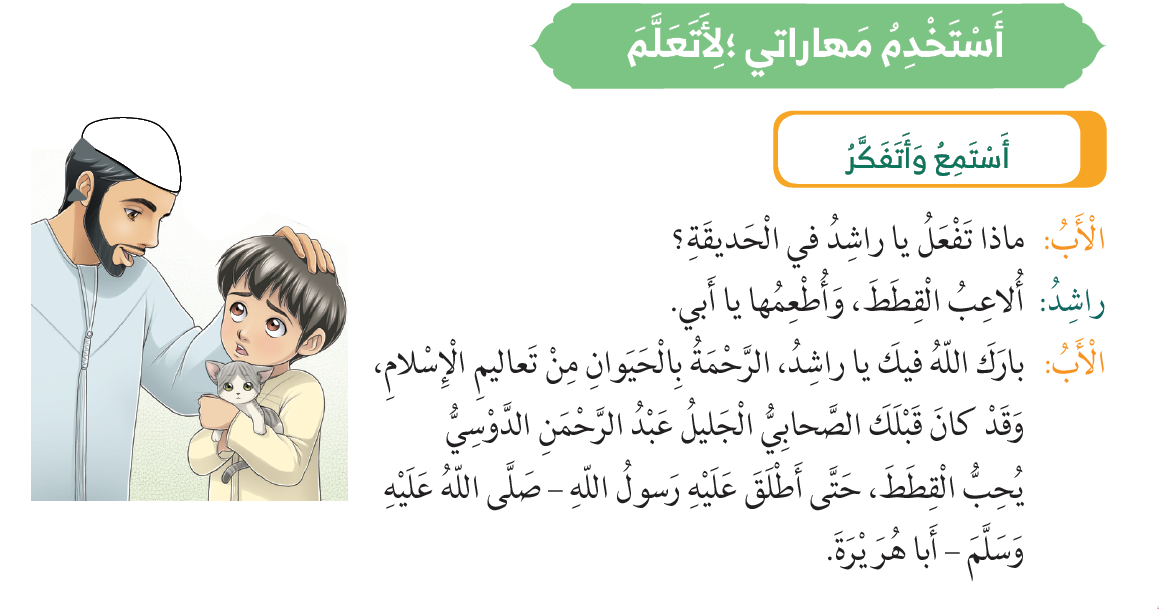 أَسْتَخْدِمُ مَهاراتي ؛لِأَتَعَلَّمَ
أَسْتَمِعُ وَأَتَفَكَّرُ
الْأَبُ: ماذا تَفْعَلُ يا راشِدُ في الْحَديقَةِ؟
راشِدُ: أُلاعِبُ الْقِطَطَ، وَأُطْعِمُها يا أَبي.
الْأَبُ: بارَكَ اللّهُ فيكَ يا راشِدُ، الرَّحْمَةُ بِالْحَيَوانِ مِنْ تَعاليمِ الْإِسْلامِ،
وَقَدْ كانَ قَبْلَكَ الصَّحابِيُّ الْجَليلُ عَبْدُ الرَّحْمَنِ الدَّوْسِيُّ
يُحِبُّ الْقِطَطَ، حَتَّى أَطْلَقَ عَلَيْهِ رَسولُ اللّهِ – صَلَّى اللّهُ عَلَيْهِ
وَسَلَّمَ – أَبا هُرَيْرَةَ.